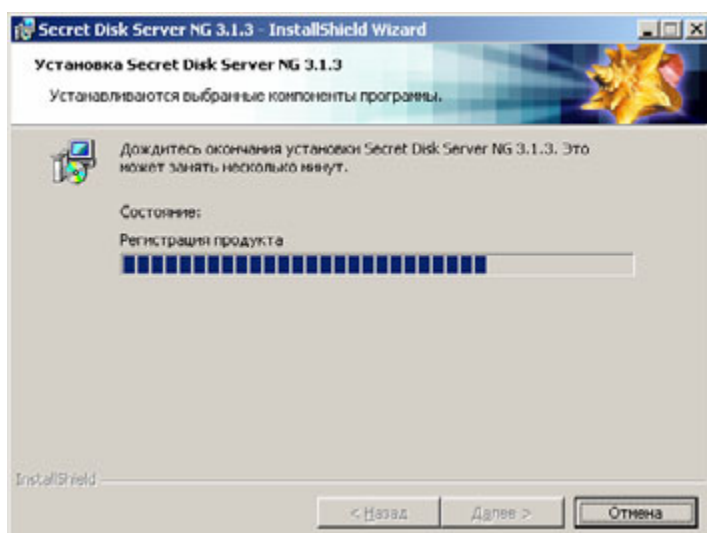 Secret Disk Server NG 3.1.3 - InstallShield Wizard
Установка Secret Disk Server NG 3.1.3
Устанавливаются выбранные компоненты программы.
Дождитесь окончания установки Secret Disk Server NG 3.1.3. Это
может занять несколько минут.
Состояние:
Регистрация продукта
InstallShield
< Назад
Далее >
Отмена